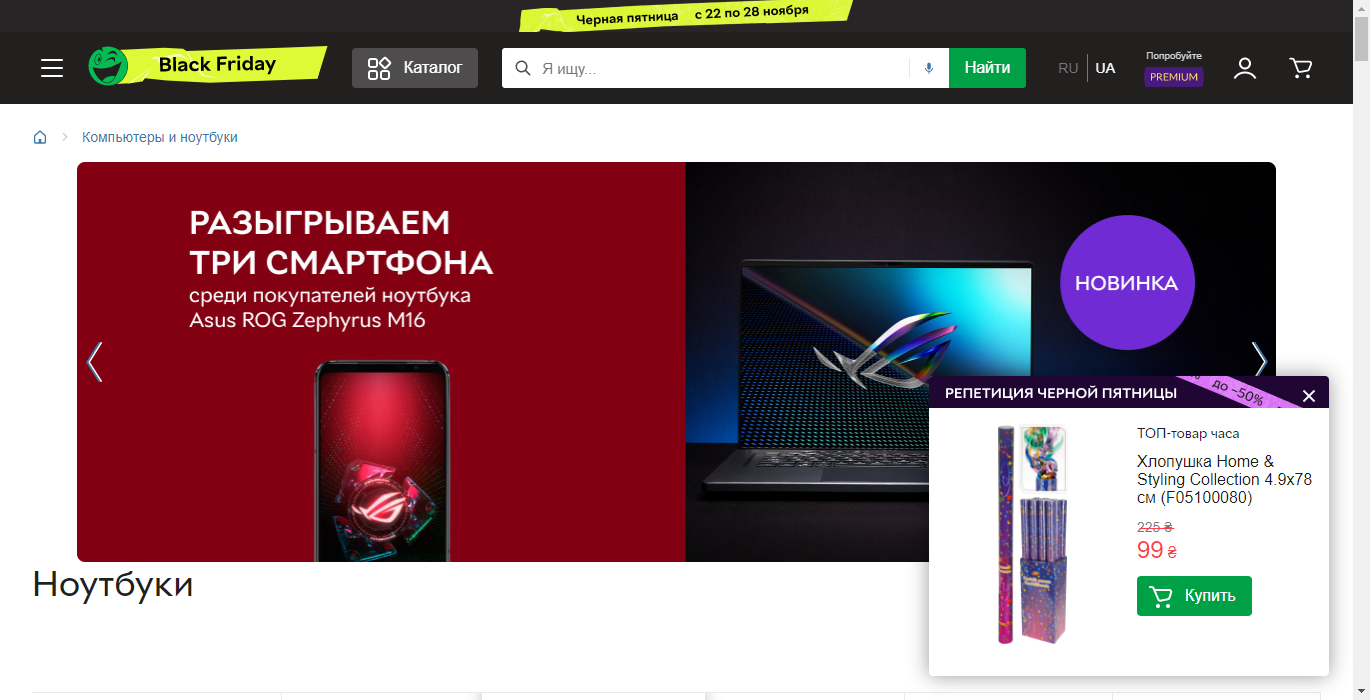 Черная пятница с 22 по 28 ноября
Black Friday
Каталог
Я ищу...
Найти
RU
UA
Попробуйте
PREMIUM
Компьютеры и ноутбуки
РАЗЫГРЫВАЕМ
ТРИ СМАРТФОНА
среди покупателей ноутбука
Asus ROG Zephyrus M16
НОВИНКА
РЕПЕТИЦИЯ ЧЕРНОЙ ПЯТНИЦЫ
до −50%
ТОП-товар часа
Хлопушка Home &
Styling Collection 4.9х78
см (F05100080)
225 ₴
99 ₴
Купить
Ноутбуки